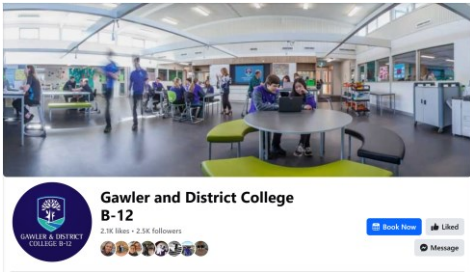 GAWLER & DISTRICT
COLLEGE B-12
Gawler and District College
B-12
2.1K likes • 2.5K followers
Book Now
Liked
Message